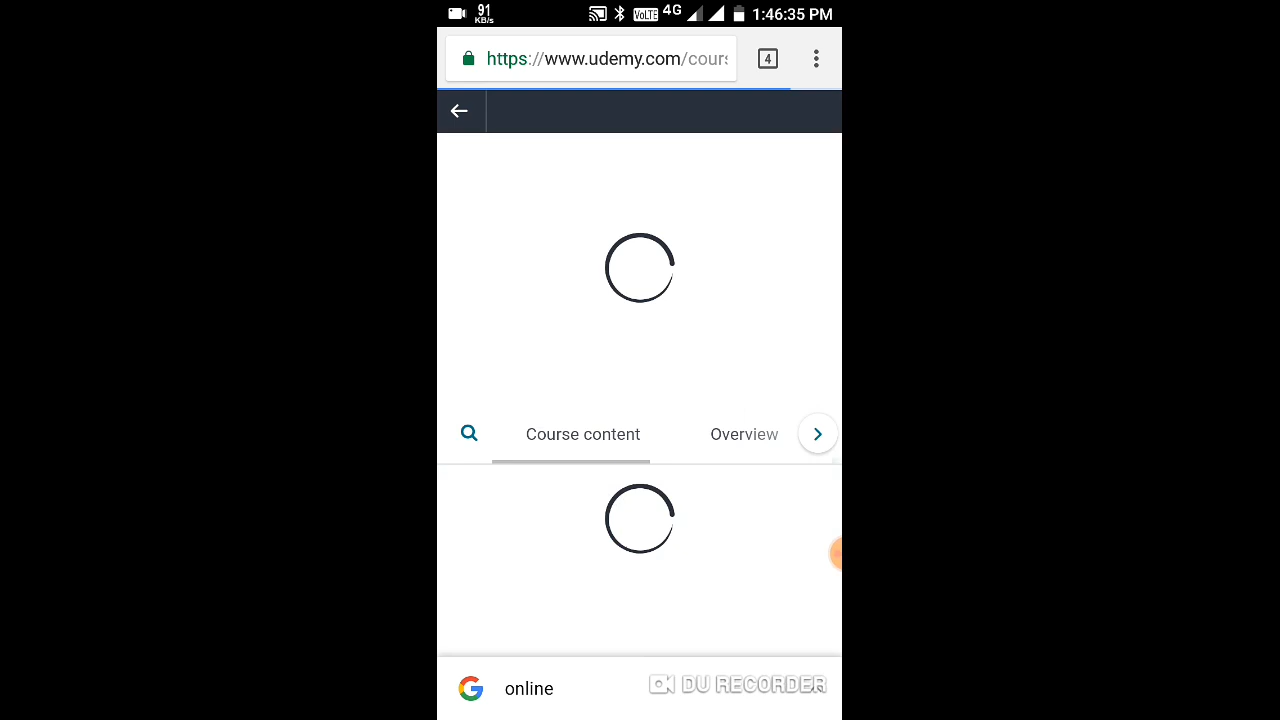 91
KB/s
VoLTE
4G
1:46:35 PM
https://www.udemy.com/cours
4
Course content
Overview
G
online
DU RECORDER